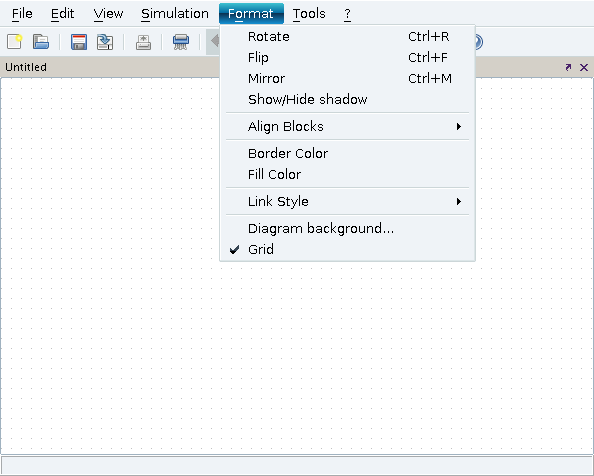 File Edit View Simulation Format Tools ?
Rotate Ctrl+R
Flip Ctrl+F
Untitled
Mirror Ctrl+M
Show/Hide shadow
Align Blocks
Border Color
Fill Color
Link Style
Diagram background...
Grid